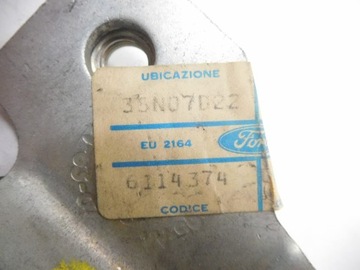 UBICAZIONE
35N07D22
EU 2164
Ford
6114374
CODICE